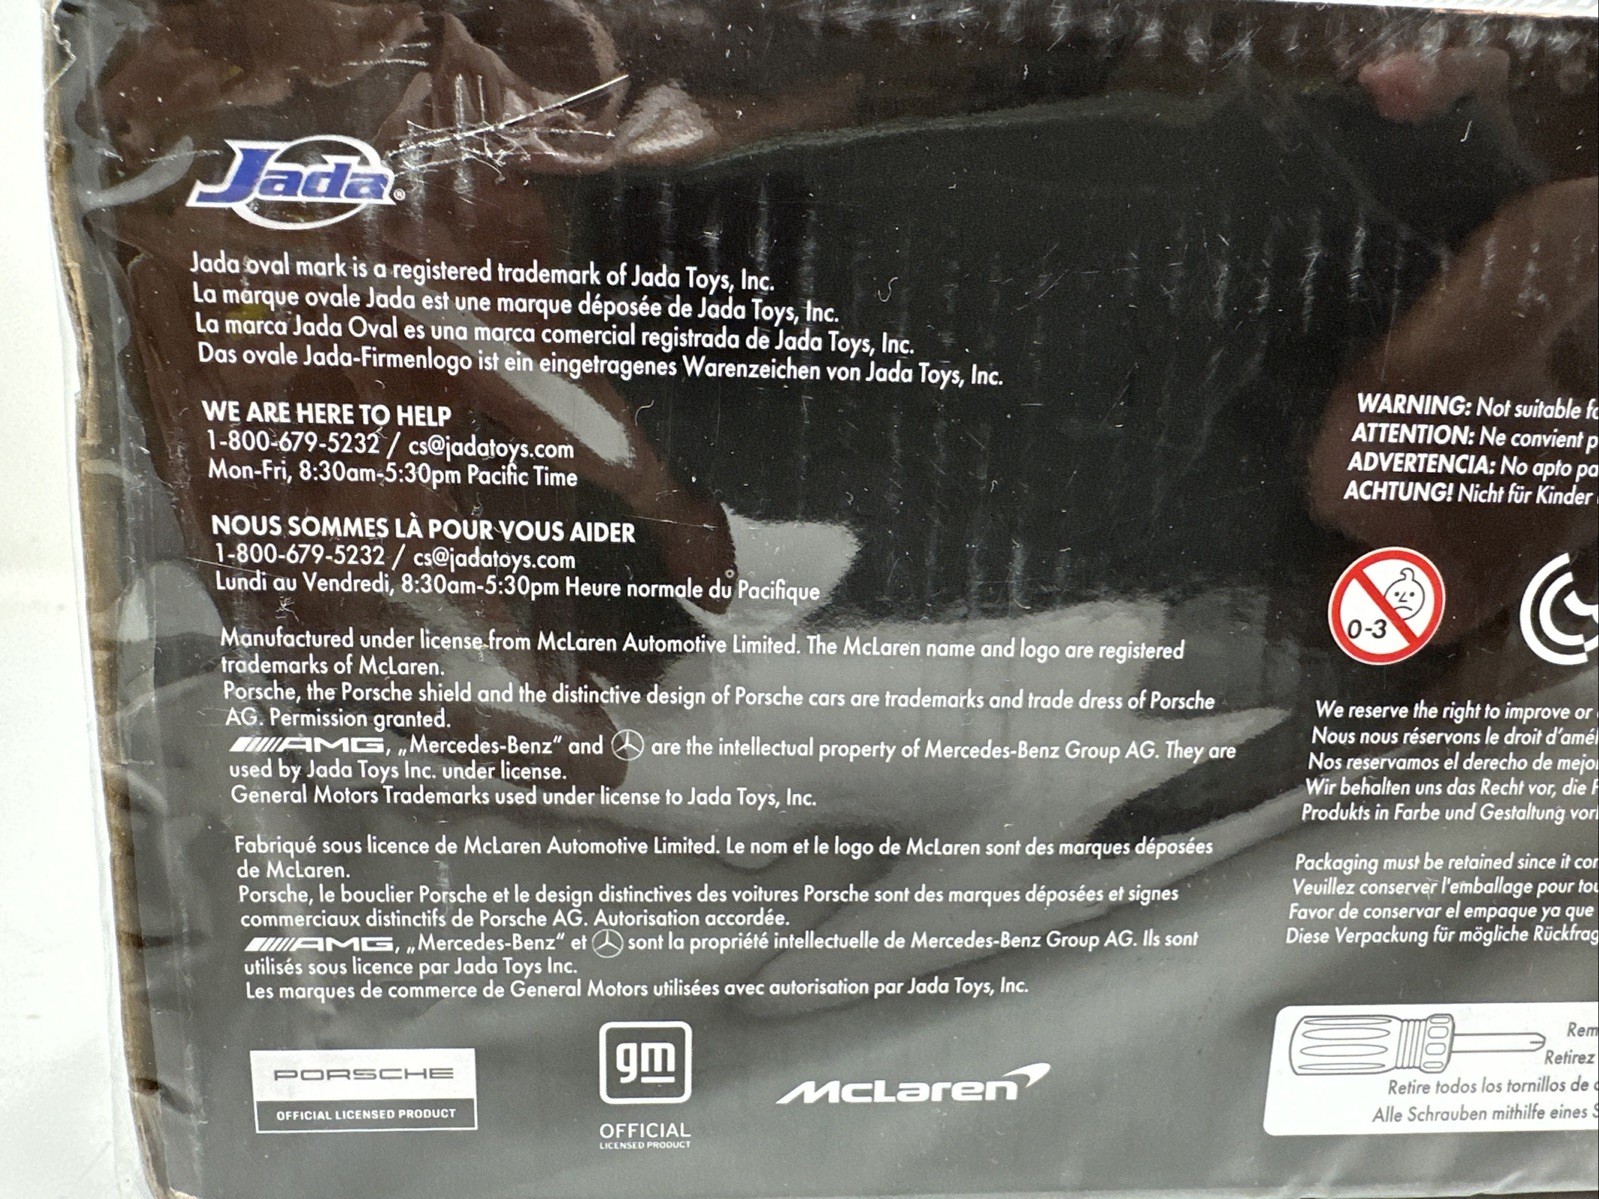 Jada®
Jada oval mark is a registered trademark of Jada Toys, Inc.
La marque ovale Jada est une marque déposée de Jada Toys, Inc.
La marca Jada Oval es una marca comercial registrada de Jada Toys, Inc.
Das ovale Jada-Firmenlogo ist ein eingetragenes Warenzeichen von Jada Toys, Inc.
WE ARE HERE TO HELP
1-800-679-5232 / cs@jadatoys.com
Mon-Fri, 8:30am-5:30pm Pacific Time
NOUS SOMMES LÀ POUR VOUS AIDER
1-800-679-5232 / cs@jadatoys.com
Lundi au Vendredi, 8:30am-5:30pm Heure normale du Pacifique
Manufactured under license from McLaren Automotive Limited. The McLaren name and logo are registered
trademarks of McLaren.
Porsche, the Porsche shield and the distinctive design of Porsche cars are trademarks and trade dress of Porsche
AG. Permission granted.
AMG, „Mercedes-Benz“ and are the intellectual property of Mercedes-Benz Group AG. They are
used by Jada Toys Inc. under license.
General Motors Trademarks used under license to Jada Toys, Inc.
Fabriqué sous licence de McLaren Automotive Limited. Le nom et le logo de McLaren sont des marques déposées
de McLaren.
Porsche, le bouclier Porsche et le design distinctives des voitures Porsche sont des marques déposées et signes
commerciaux distinctifs de Porsche AG. Autorisation accordée.
AMG, „Mercedes-Benz“ et sont la propriété intellectuelle de Mercedes-Benz Group AG. Ils sont
utilisés sous licence par Jada Toys Inc.
Les marques de commerce de General Motors utilisées avec autorisation par Jada Toys, Inc.
PORSCHE
OFFICIAL LICENSED PRODUCT
gm
OFFICIAL
LICENSED PRODUCT
McLaren
WARNING: Not suitable
ATTENTION: Ne convient
ADVERTENCIA: No apto
ACHTUNG! Nicht für Kinder
0-3
We reserve the right to improve or
Nous nous réservons le droit
Nos reservamos el derecho de
Wir behalten uns das Recht vor, die
Produkts in Farbe und Gestaltung
Packaging must be retained since it
Veuillez conserver l'emballage pour
Favor de conservar el empaque ya que
Diese Verpackung für mögliche
Retirez
Retire todos los tornillos de
Alle Schrauben mithilfe eines